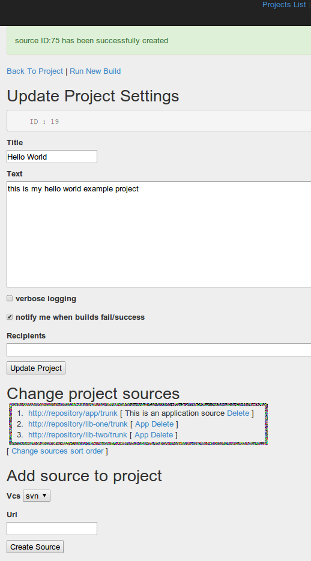 Projects List
source ID:75 has been successfully created
Back To Project | Run New Build
Update Project Settings
ID : 19
Title
Hello World
Text
this is my hello world example project
verbose logging
notify me when builds fail/success
Recipients
Update Project
Change project sources
1. http://repository/app/trunk [ This is an application source Delete ]
2. http://repository/lib-one/trunk [ App Delete ]
3. http://repository/lib-two/trunk [ App Delete ]
[ Change sources sort order ]
Add source to project
Vcs svn
Url
Create Source